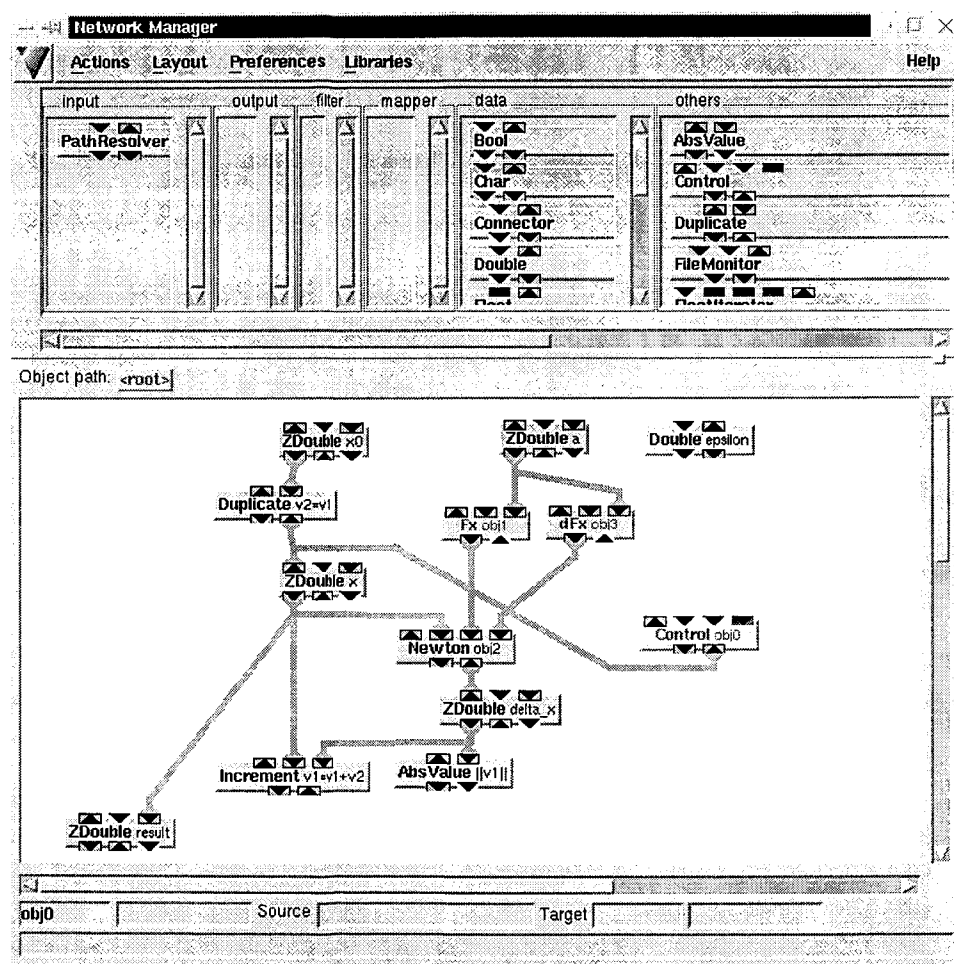 Network Manager
Actions Layout Preferences Libraries Help
input output filter mapper data others
PathResolver Bool AbsValue
Char Control
Connector Duplicate
Double FileMonitor
Object path: <root>
ZDouble x0 ZDouble a Double epsilon
Duplicate v2=v1
Fx obj1 dFx obj3
ZDouble x
Newton obj2 Control obj0
ZDouble delta_x
Increment v1=v1+v2 AbsValue ||v1||
ZDouble result
obj0 Source Target